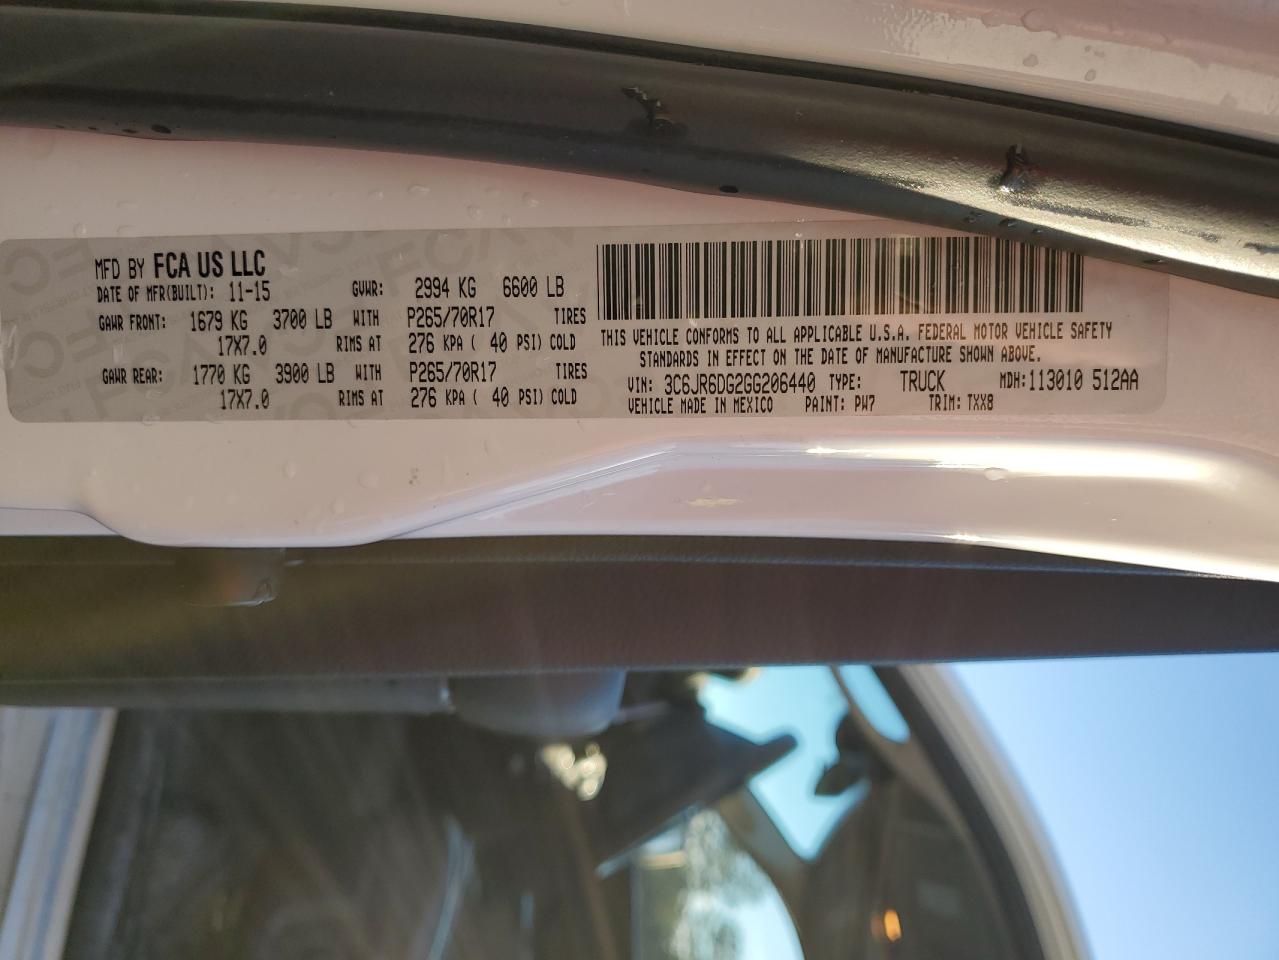 MFD BY FCA US LLC
DATE OF MFR(BUILT): 11-15 GVWR: 2994 KG 6600 LB
GAWR FRONT: 1679 KG 3700 LB WITH P265/70R17 TIRES
17X7.0 RIMS AT 276 KPA ( 40 PSI) COLD
GAWR REAR: 1770 KG 3900 LB WITH P265/70R17 TIRES
17X7.0 RIMS AT 276 KPA ( 40 PSI) COLD
THIS VEHICLE CONFORMS TO ALL APPLICABLE U.S.A. FEDERAL MOTOR VEHICLE SAFETY
STANDARDS IN EFFECT ON THE DATE OF MANUFACTURE SHOWN ABOVE.
VIN: 3C6JR6DG2GG206440 TYPE: TRUCK MDH: 113010 512AA
VEHICLE MADE IN MEXICO PAINT: PW7 TRIM: TXX8